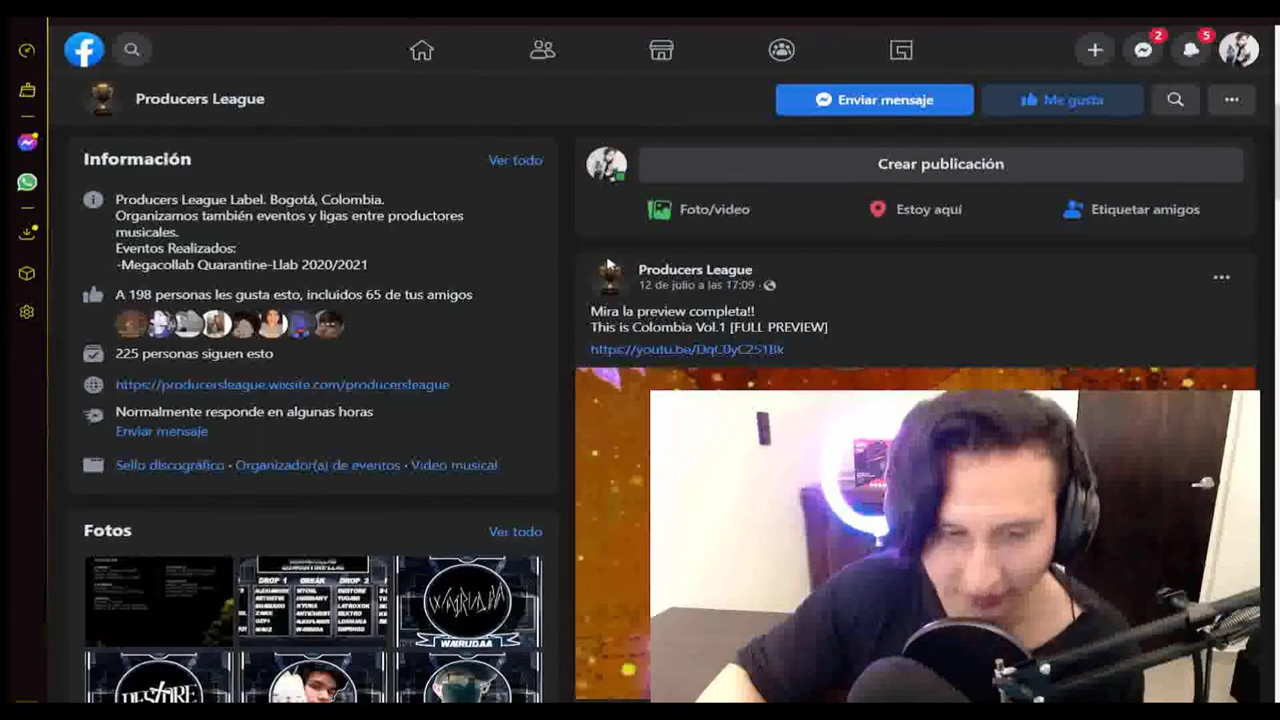 2
5
Producers League
Enviar mensaje
Me gusta
Información
Ver todo
Producers League Label. Bogotá, Colombia.
Organizamos también eventos y ligas entre productores
musicales.
Eventos Realizados:
-Megacollab Quarantine-Llab 2020/2021
A 198 personas les gusta esto, incluidos 65 de tus amigos
225 personas siguen esto
https://producersleague.wixsite.com/producersleague
Normalmente responde en algunas horas
Enviar mensaje
Sello discográfico · Organizador(a) de eventos · Video musical
Fotos
Ver todo
DROP 1
BREAK
DROP 2
WAIRUDAA
Crear publicación
Foto/video
Estoy aquí
Etiquetar amigos
Producers League
12 de julio a las 17:09 ·
Mira la preview completa!!
This is Colombia Vol.1 [FULL PREVIEW]